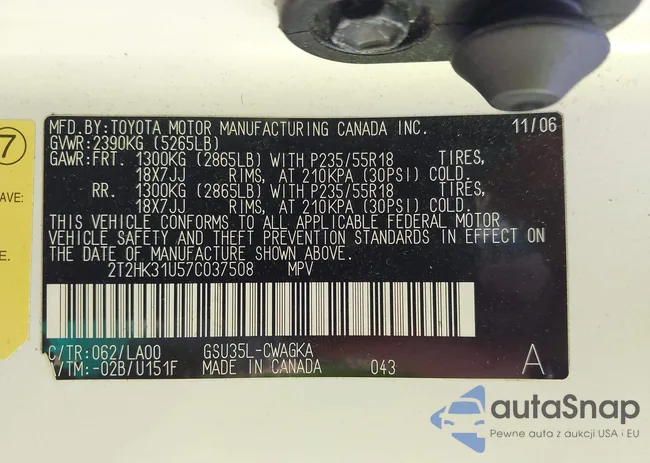 7
AVE:
E.
MFD.BY:TOYOTA MOTOR MANUFACTURING CANADA INC. 11/06
GVWR:2390KG (5265LB)
GAWR:FRT. 1300KG (2865LB) WITH P235/55R18 TIRES,
18X7JJ RIMS, AT 210KPA (30PSI) COLD.
RR. 1300KG (2865LB) WITH P235/55R18 TIRES,
18X7JJ RIMS, AT 210KPA (30PSI) COLD.
THIS VEHICLE CONFORMS TO ALL APPLICABLE FEDERAL MOTOR
VEHICLE SAFETY AND THEFT PREVENTION STANDARDS IN EFFECT ON
THE DATE OF MANUFACTURE SHOWN ABOVE.
2T2HK31U57C037508 MPV
C/TR:062/LA00 GSU35L-CWAGKA
/TM:-02B/U151F MADE IN CANADA 043 A
autaSnap
Pewne auta z aukcji USA i EU